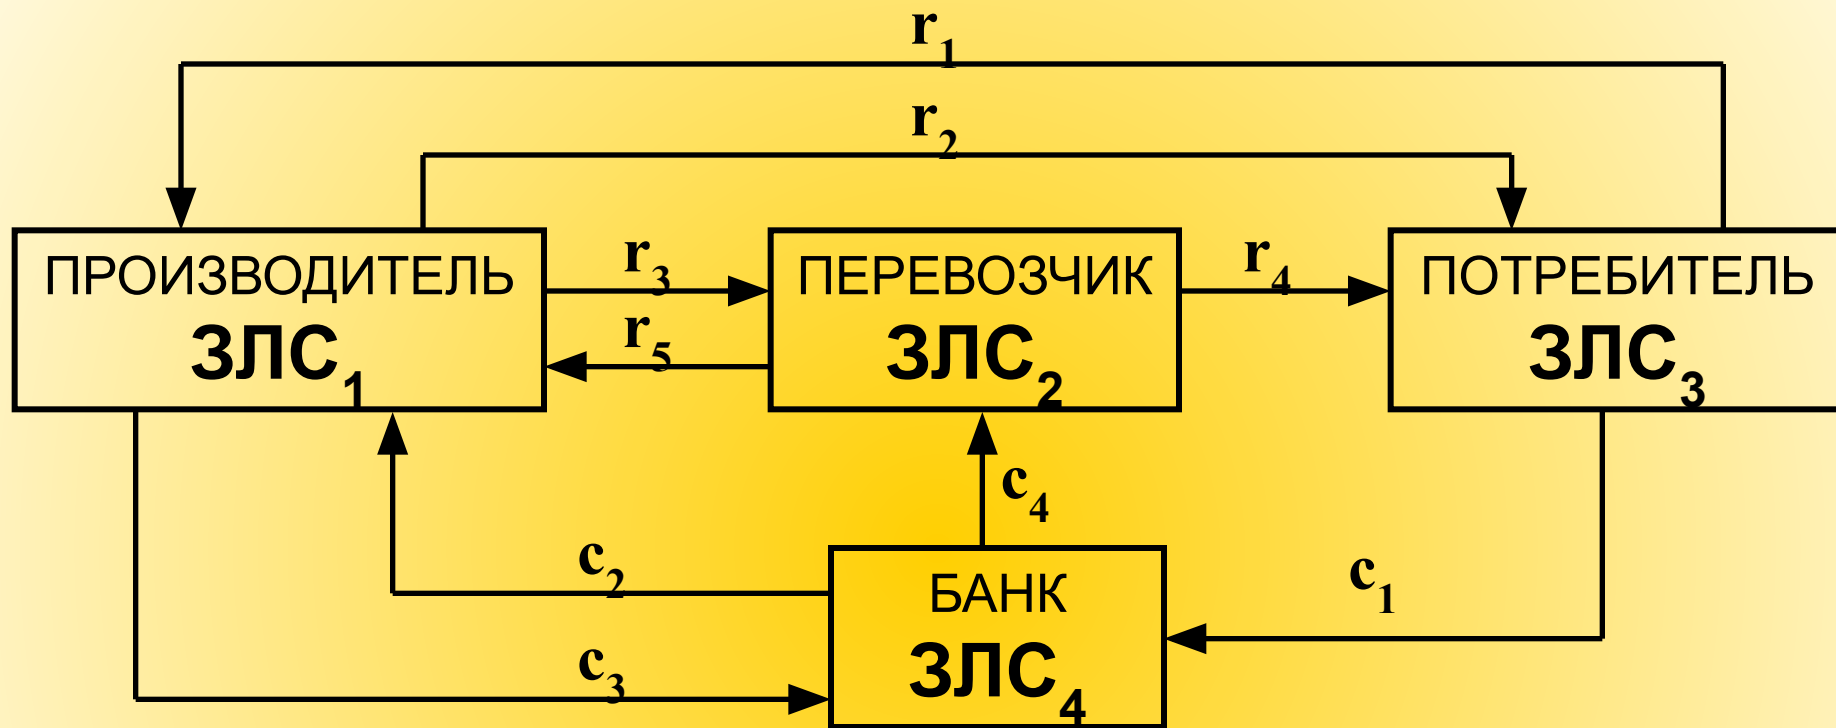 r₁
r₂
ПРОИЗВОДИТЕЛЬ
ЗЛС₁
r₃
r₅
ПЕРЕВОЗЧИК
ЗЛС₂
r₄
ПОТРЕБИТЕЛЬ
ЗЛС₃
c₄
c₂
c₁
БАНК
ЗЛС₄
c₃